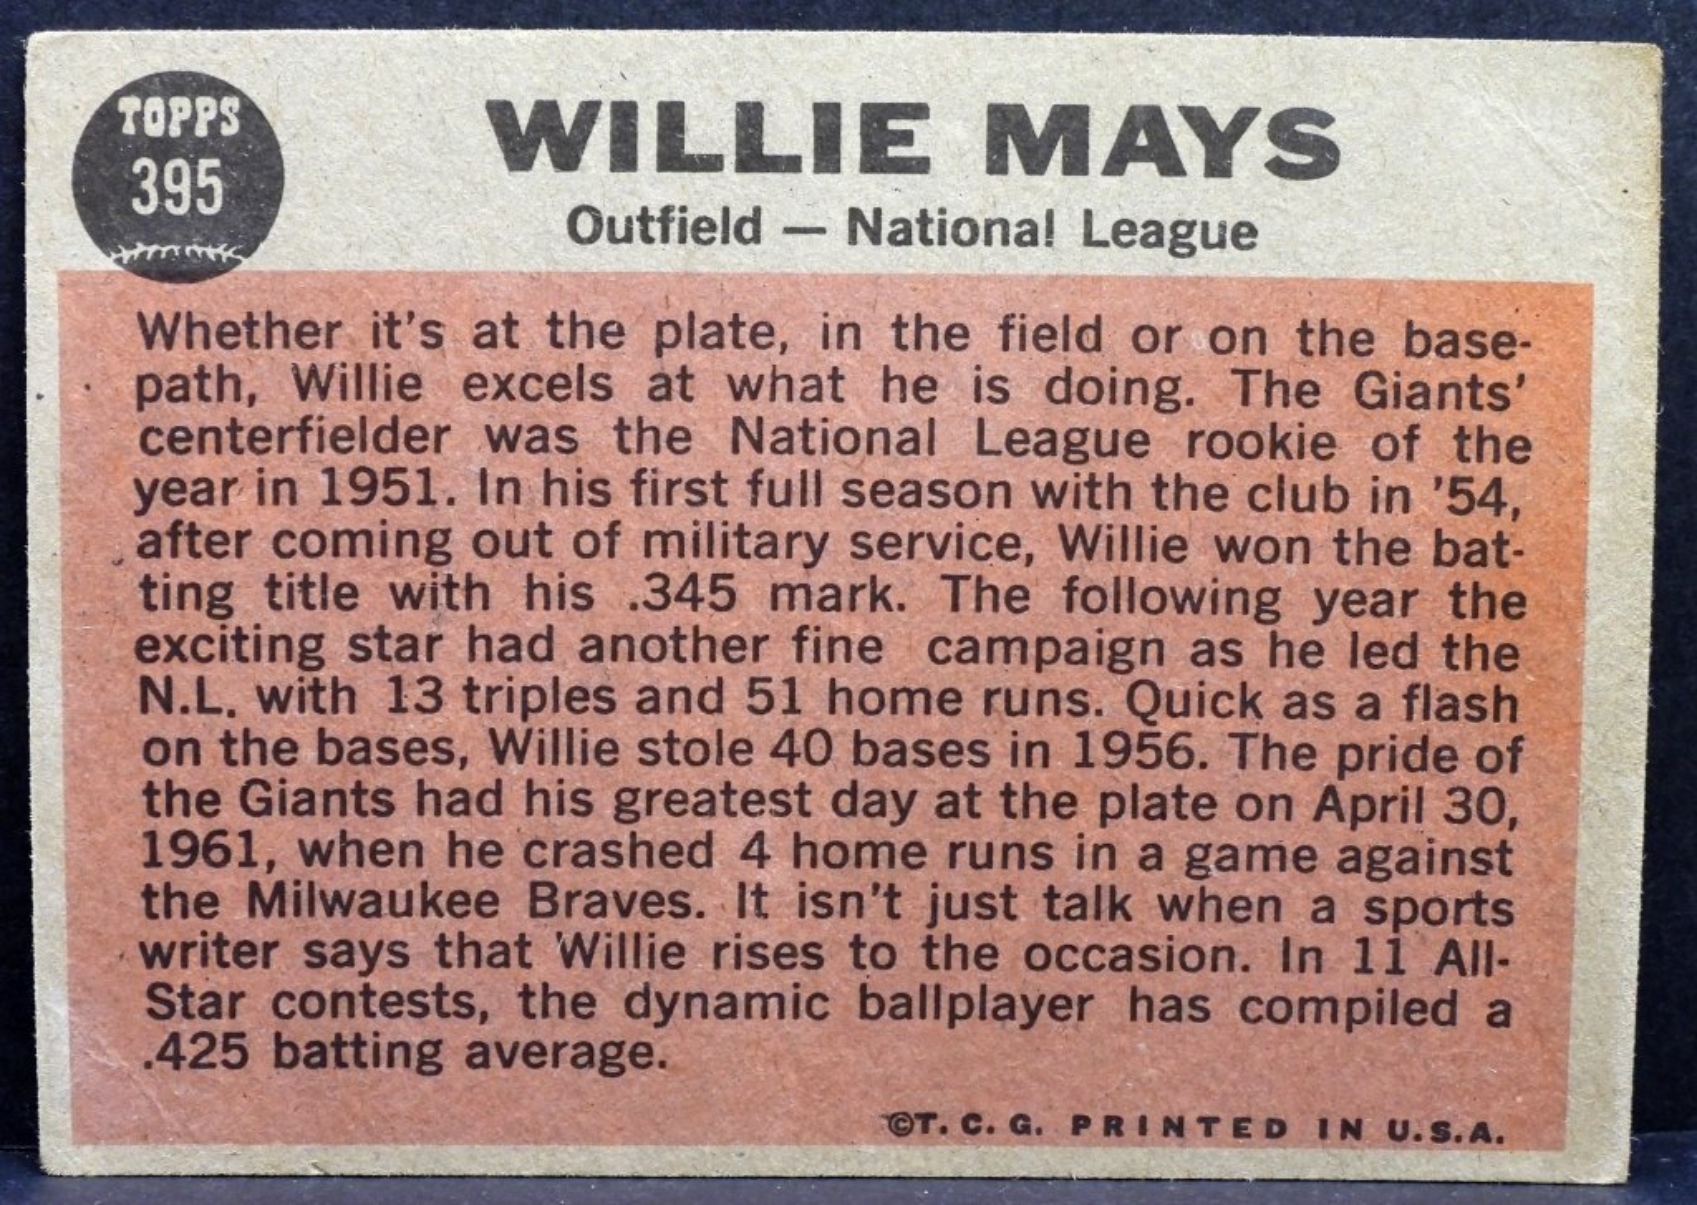 TOPPS
395
WILLIE MAYS
Outfield — National League
Whether it's at the plate, in the field or on the base-
path, Willie excels at what he is doing. The Giants'
centerfielder was the National League rookie of the
year in 1951. In his first full season with the club in '54,
after coming out of military service, Willie won the bat-
ting title with his .345 mark. The following year the
exciting star had another fine campaign as he led the
N.L. with 13 triples and 51 home runs. Quick as a flash
on the bases, Willie stole 40 bases in 1956. The pride of
the Giants had his greatest day at the plate on April 30,
1961, when he crashed 4 home runs in a game against
the Milwaukee Braves. It isn't just talk when a sports
writer says that Willie rises to the occasion. In 11 All-
Star contests, the dynamic ballplayer has compiled a
.425 batting average.
©T. C. G. PRINTED IN U.S.A.